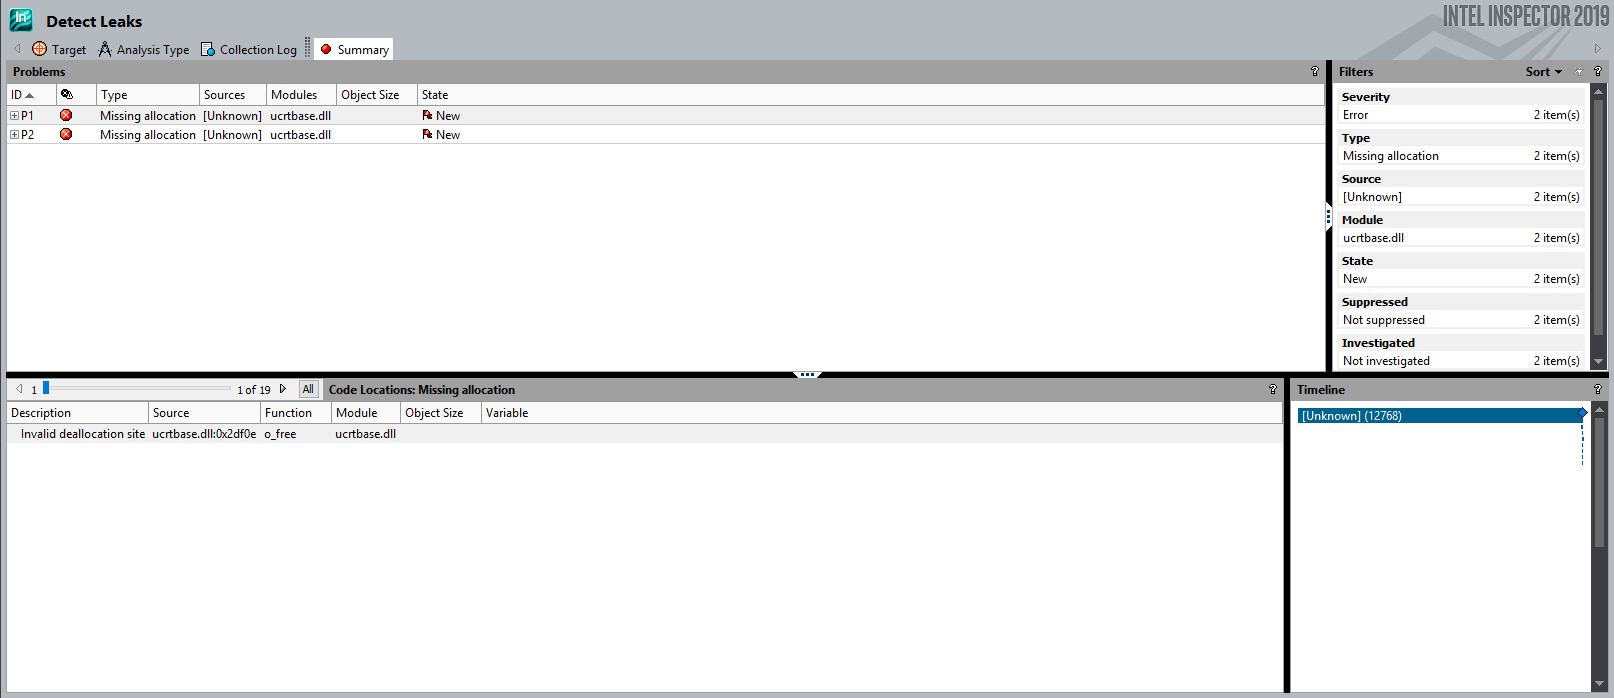 In
Detect Leaks
INTEL INSPECTOR 2019
Target Analysis Type Collection Log Summary
Problems ?
ID Type Sources Modules Object Size State
P1 Missing allocation [Unknown] ucrtbase.dll New
P2 Missing allocation [Unknown] ucrtbase.dll New
Filters Sort ?
Severity
Error 2 item(s)
Type
Missing allocation 2 item(s)
Source
[Unknown] 2 item(s)
Module
ucrtbase.dll 2 item(s)
State
New 2 item(s)
Suppressed
Not suppressed 2 item(s)
Investigated
Not investigated 2 item(s)
1 1 of 19 All Code Locations: Missing allocation ?
Description Source Function Module Object Size Variable
Invalid deallocation site ucrtbase.dll:0x2df0e o_free ucrtbase.dll
Timeline ?
[Unknown] (12768)